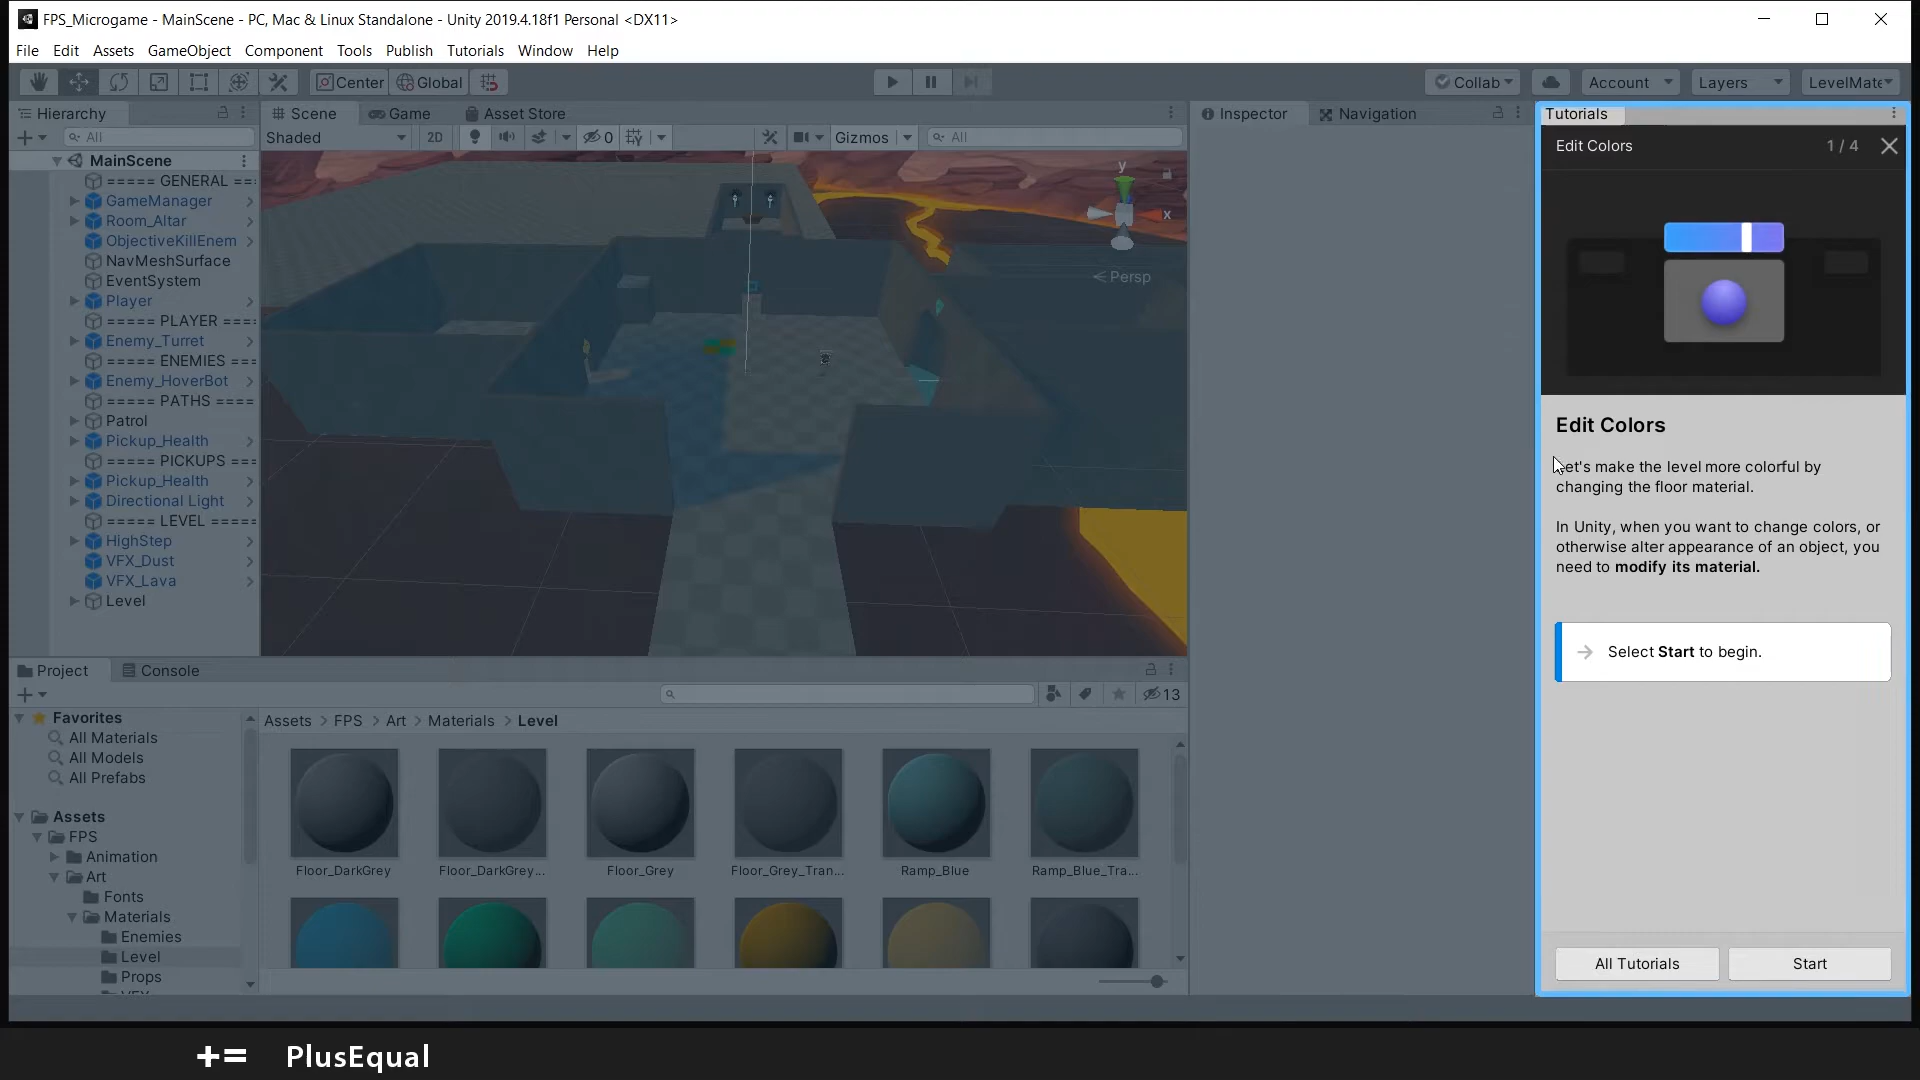 FPS_Microgame - MainScene - PC, Mac & Linux Standalone - Unity 2019.4.18f1 Personal <DX11>
File Edit Assets GameObject Component Tools Publish Tutorials Window Help
Center Global Collab Account Layers LevelMate
Hierarchy
All
MainScene
===== GENERAL ==
GameManager
Room_Altar
ObjectiveKillEnem
NavMeshSurface
EventSystem
Player
===== PLAYER ====
Enemy_Turret
===== ENEMIES ===
Enemy_HoverBot
===== PATHS ====
Patrol
Pickup_Health
===== PICKUPS ===
Pickup_Health
Directional Light
===== LEVEL =====
HighStep
VFX_Dust
VFX_Lava
Level
Scene Game Asset Store
Shaded 2D 0 Gizmos All
y
x
Persp
Inspector Navigation
Tutorials
Edit Colors 1 / 4
Edit Colors
Let's make the level more colorful by
changing the floor material.
In Unity, when you want to change colors, or
otherwise alter appearance of an object, you
need to modify its material.
Select Start to begin.
All Tutorials Start
Project Console
13
Favorites
All Materials
All Models
All Prefabs
Assets
FPS
Animation
Art
Fonts
Materials
Enemies
Level
Props
Assets > FPS > Art > Materials > Level
Floor_DarkGrey Floor_DarkGrey... Floor_Grey Floor_Grey_Tran... Ramp_Blue Ramp_Blue_Tra...
+= PlusEqual